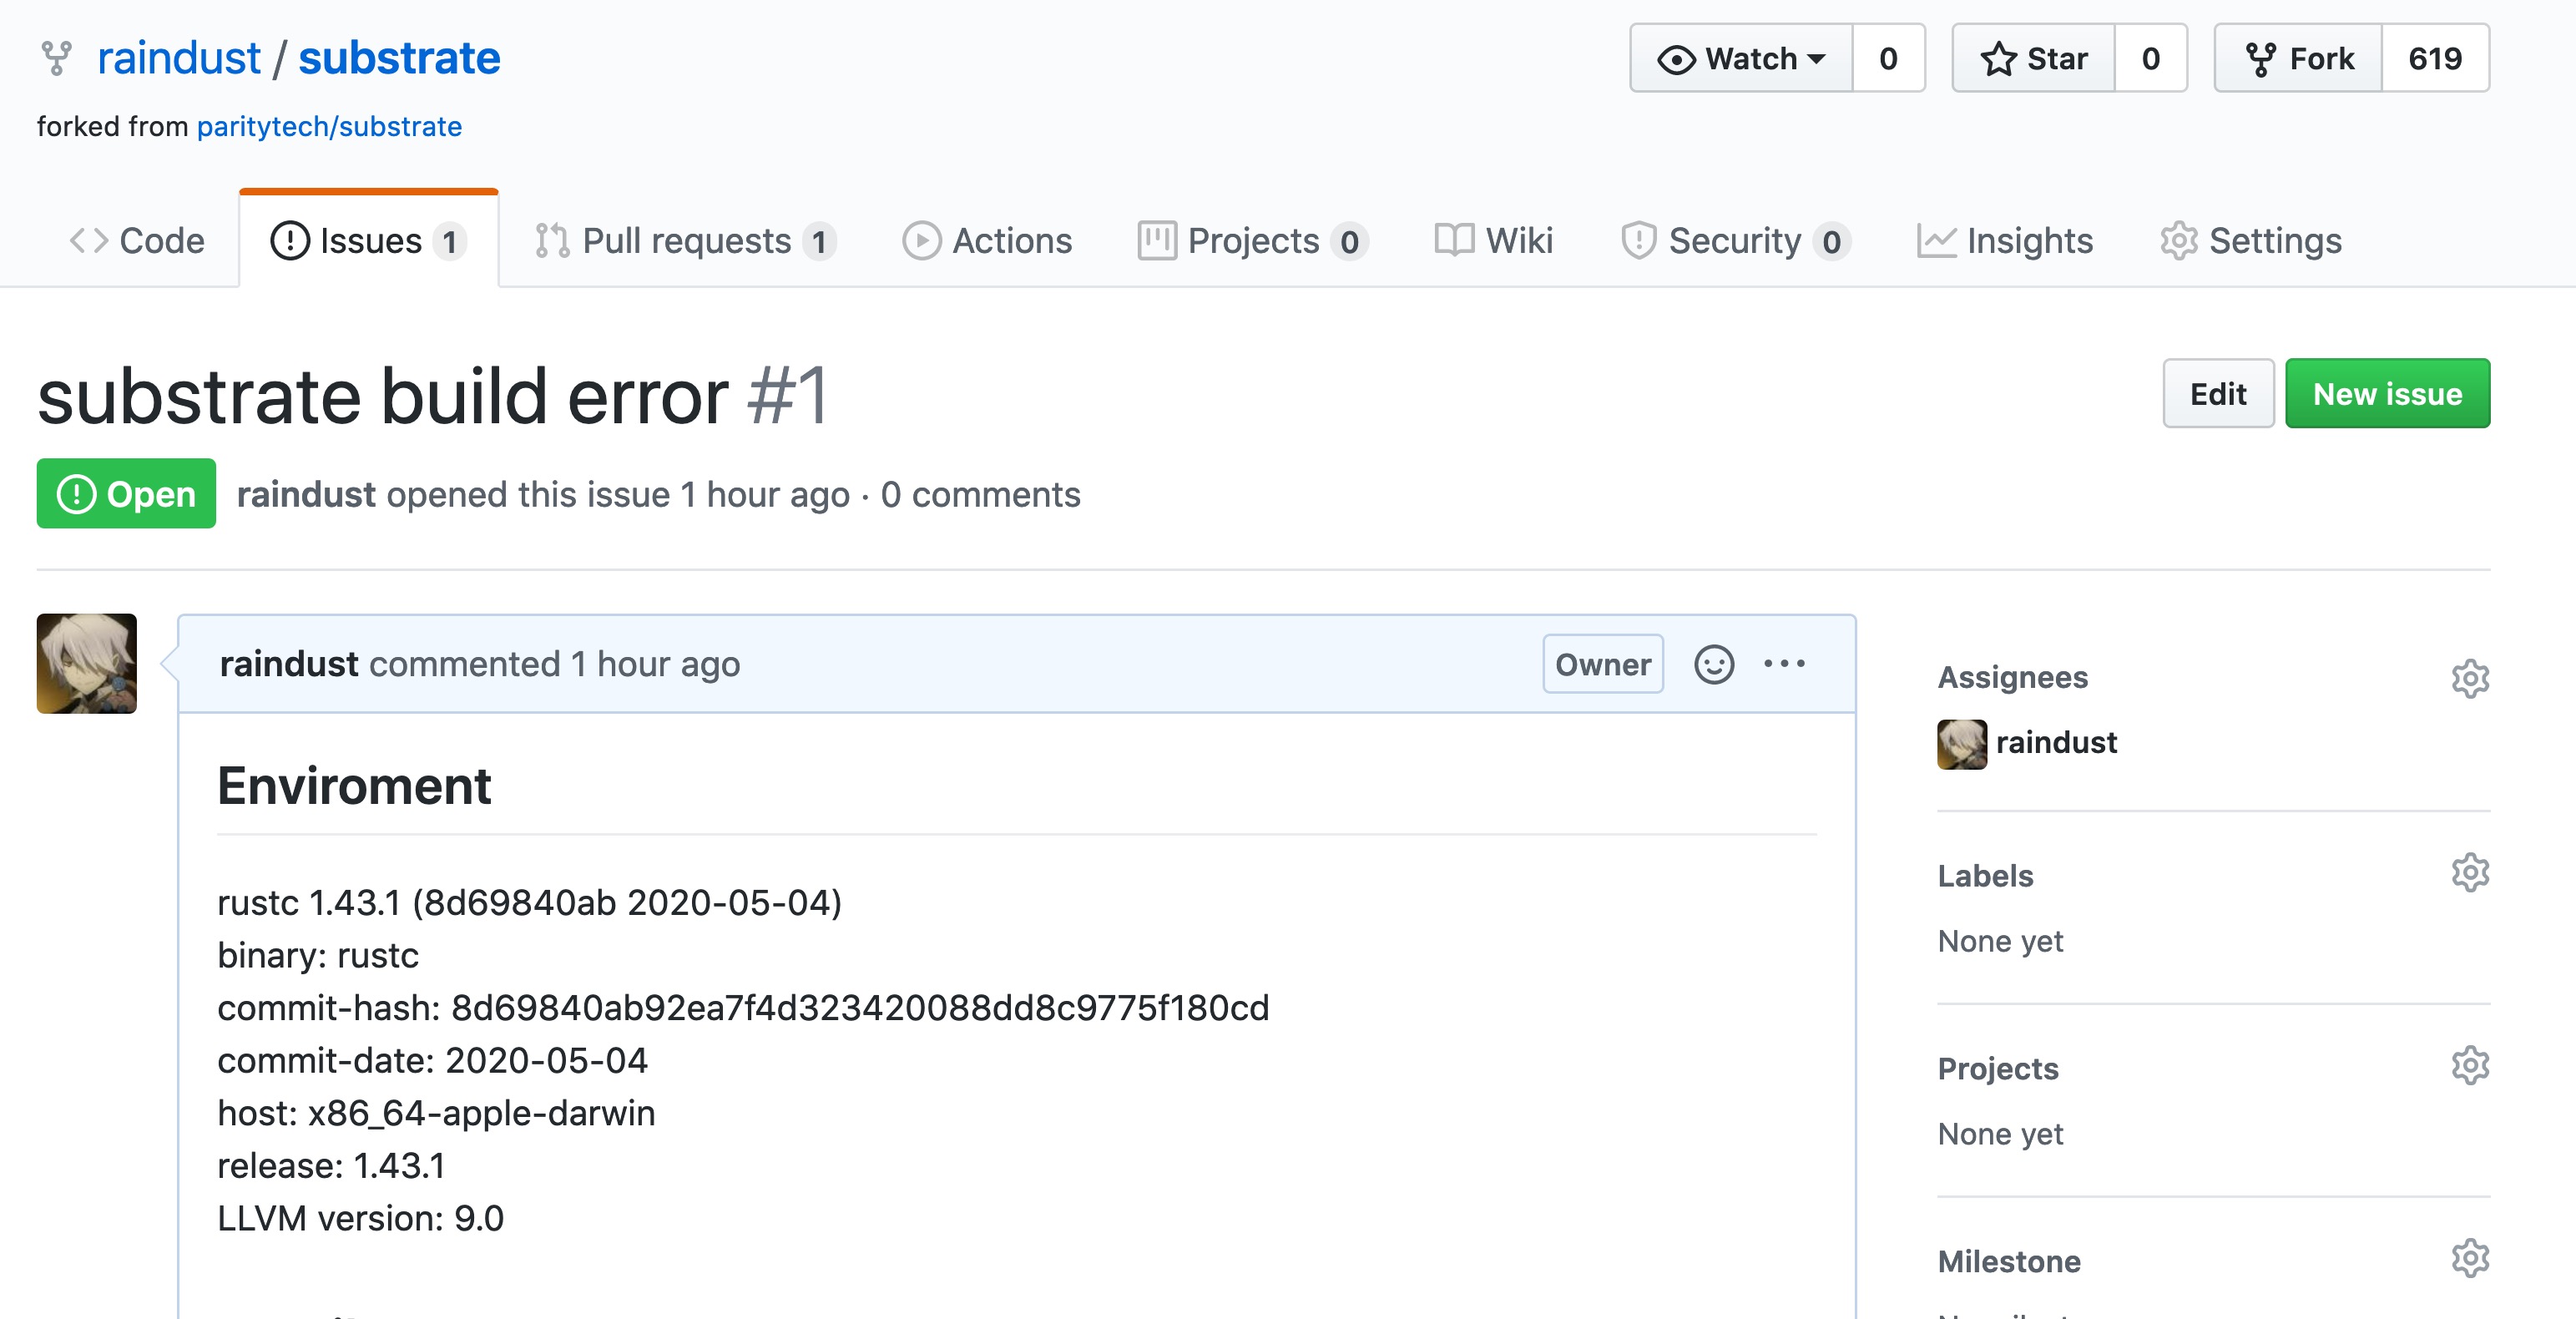 raindust / substrate
Watch 0
Star 0
Fork 619
forked from paritytech/substrate
Code
Issues 1
Pull requests 1
Actions
Projects 0
Wiki
Security 0
Insights
Settings
substrate build error #1
Edit
New issue
Open
raindust opened this issue 1 hour ago · 0 comments
raindust commented 1 hour ago
Owner
Enviroment
rustc 1.43.1 (8d69840ab 2020-05-04)
binary: rustc
commit-hash: 8d69840ab92ea7f4d323420088dd8c9775f180cd
commit-date: 2020-05-04
host: x86_64-apple-darwin
release: 1.43.1
LLVM version: 9.0
Assignees
raindust
Labels
None yet
Projects
None yet
Milestone